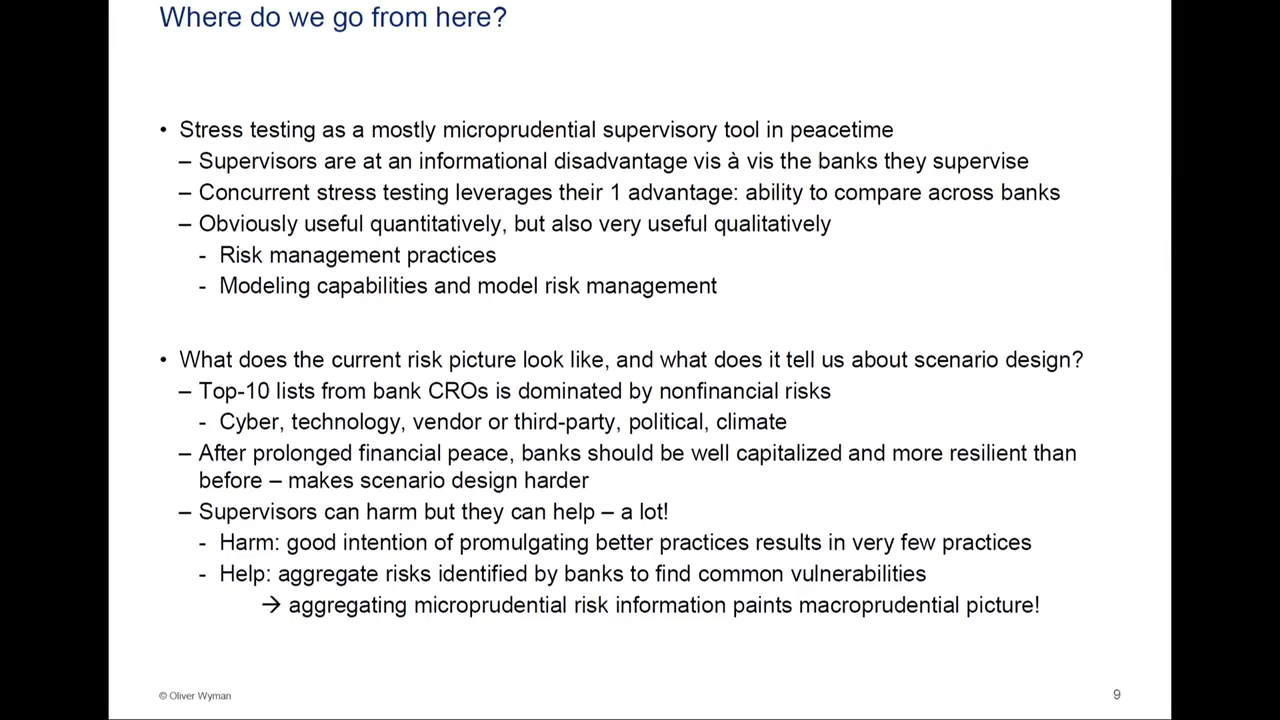 Where do we go from here?
• Stress testing as a mostly microprudential supervisory tool in peacetime
– Supervisors are at an informational disadvantage vis à vis the banks they supervise
– Concurrent stress testing leverages their 1 advantage: ability to compare across banks
– Obviously useful quantitatively, but also very useful qualitatively
- Risk management practices
- Modeling capabilities and model risk management
• What does the current risk picture look like, and what does it tell us about scenario design?
– Top-10 lists from bank CROs is dominated by nonfinancial risks
- Cyber, technology, vendor or third-party, political, climate
– After prolonged financial peace, banks should be well capitalized and more resilient than
before – makes scenario design harder
– Supervisors can harm but they can help – a lot!
- Harm: good intention of promulgating better practices results in very few practices
- Help: aggregate risks identified by banks to find common vulnerabilities
→ aggregating microprudential risk information paints macroprudential picture!
© Oliver Wyman
9